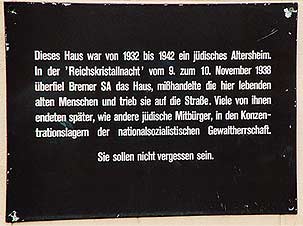 Dieses Haus war von 1932 bis 1942 ein jüdisches Altersheim.
In der 'Reichskristallnacht' vom 9. zum 10. November 1938
überfiel Bremer SA das Haus, mißhandelte die hier lebenden
alten Menschen und trieb sie auf die Straße. Viele von ihnen
endeten später, wie andere jüdische Mitbürger, in den Konzen-
trationslagern der nationalsozialistischen Gewaltherrschaft.
Sie sollen nicht vergessen sein.